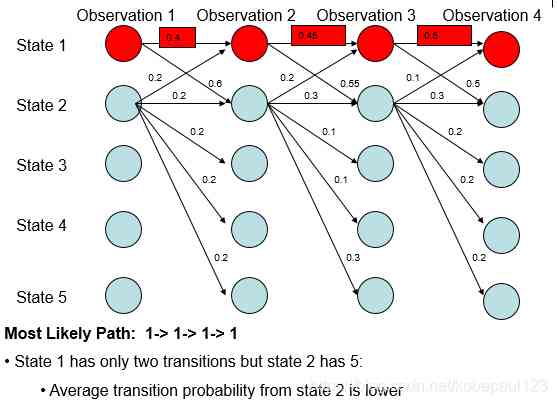 Observation 1 Observation 2 Observation 3 Observation 4
State 1
0.4
0.45
0.5
0.2
0.6
0.2
0.55
0.1
0.5
State 2
0.2
0.3
0.3
0.2
0.1
0.2
State 3
0.2
0.1
0.2
State 4
0.2
0.3
0.2
State 5
Most Likely Path: 1-> 1-> 1-> 1
• State 1 has only two transitions but state 2 has 5:
• Average transition probability from state 2 is lower